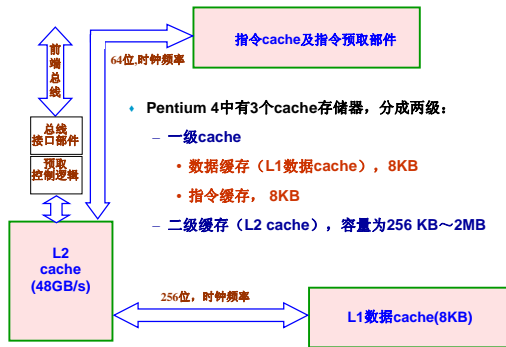 指令cache及指令预取部件
前端总线
64位,时钟频率
Pentium 4中有3个cache存储器，分成两级：
– 一级cache
• 数据缓存（L1数据cache），8KB
• 指令缓存， 8KB
– 二级缓存（L2 cache），容量为256 KB～2MB
总线
接口部件
预取
控制逻辑
L2
cache
(48GB/s)
256位，时钟频率
L1数据cache(8KB)